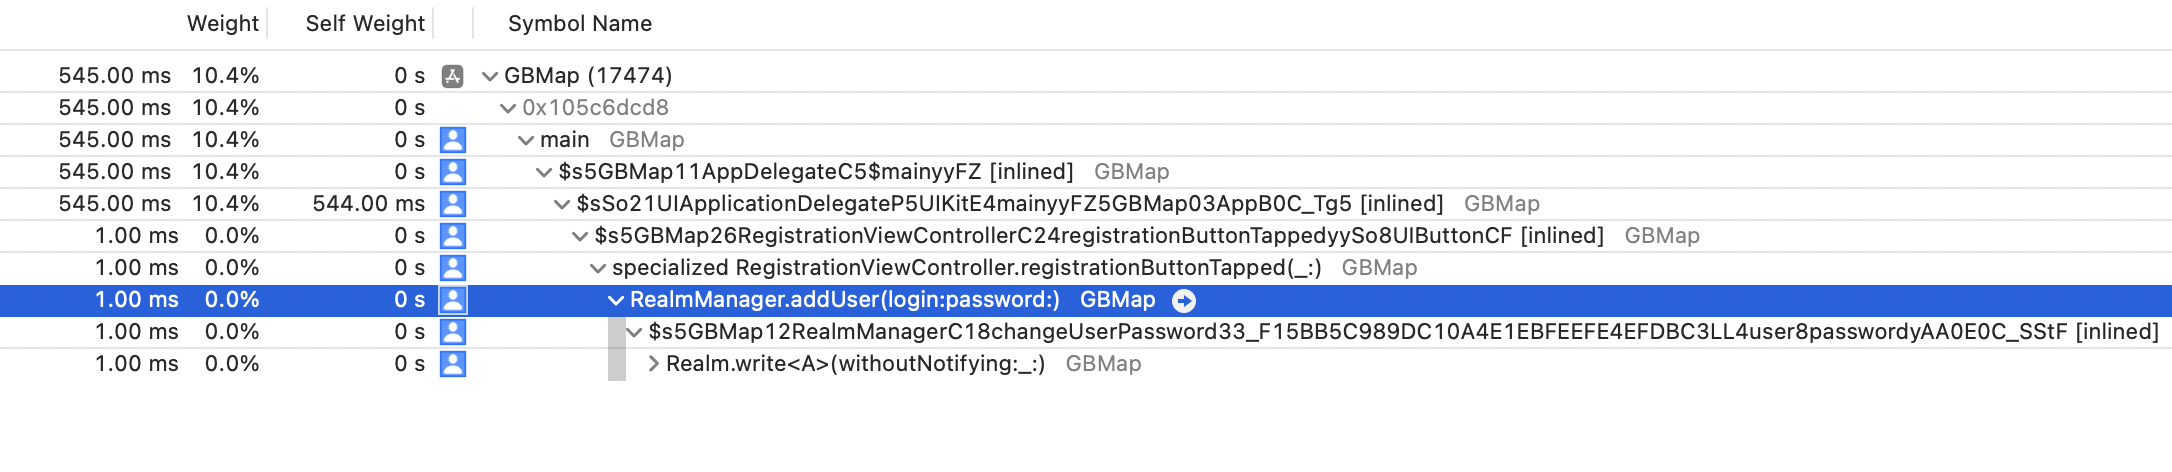 Weight Self Weight Symbol Name
545.00 ms 10.4% 0 s GBMap (17474)
545.00 ms 10.4% 0 s 0x105c6dcd8
545.00 ms 10.4% 0 s main GBMap
545.00 ms 10.4% 0 s $s5GBMap11AppDelegateC5$mainyyFZ [inlined] GBMap
545.00 ms 10.4% 544.00 ms $sSo21UIApplicationDelegateP5UIKitE4mainyyFZ5GBMap03AppB0C_Tg5 [inlined] GBMap
1.00 ms 0.0% 0 s $s5GBMap26RegistrationViewControllerC24registrationButtonTappedyySo8UIButtonCF [inlined] GBMap
1.00 ms 0.0% 0 s specialized RegistrationViewController.registrationButtonTapped(_:) GBMap
1.00 ms 0.0% 0 s RealmManager.addUser(login:password:) GBMap
1.00 ms 0.0% 0 s $s5GBMap12RealmManagerC18changeUserPassword33_F15BB5C989DC10A4E1EBFEEFE4EFDBC3LL4user8passwordyAA0E0C_SStF [inlined]
1.00 ms 0.0% 0 s Realm.write<A>(withoutNotifying:_:) GBMap